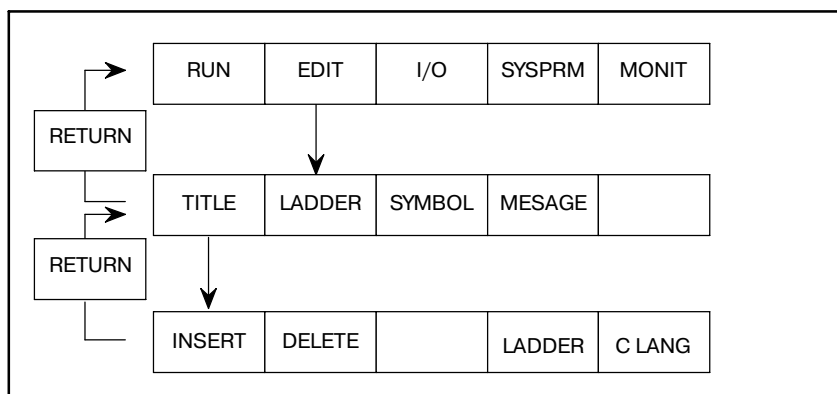 RUN EDIT I/O SYSPRM MONIT
RETURN
TITLE LADDER SYMBOL MESAGE
RETURN
INSERT DELETE LADDER C LANG